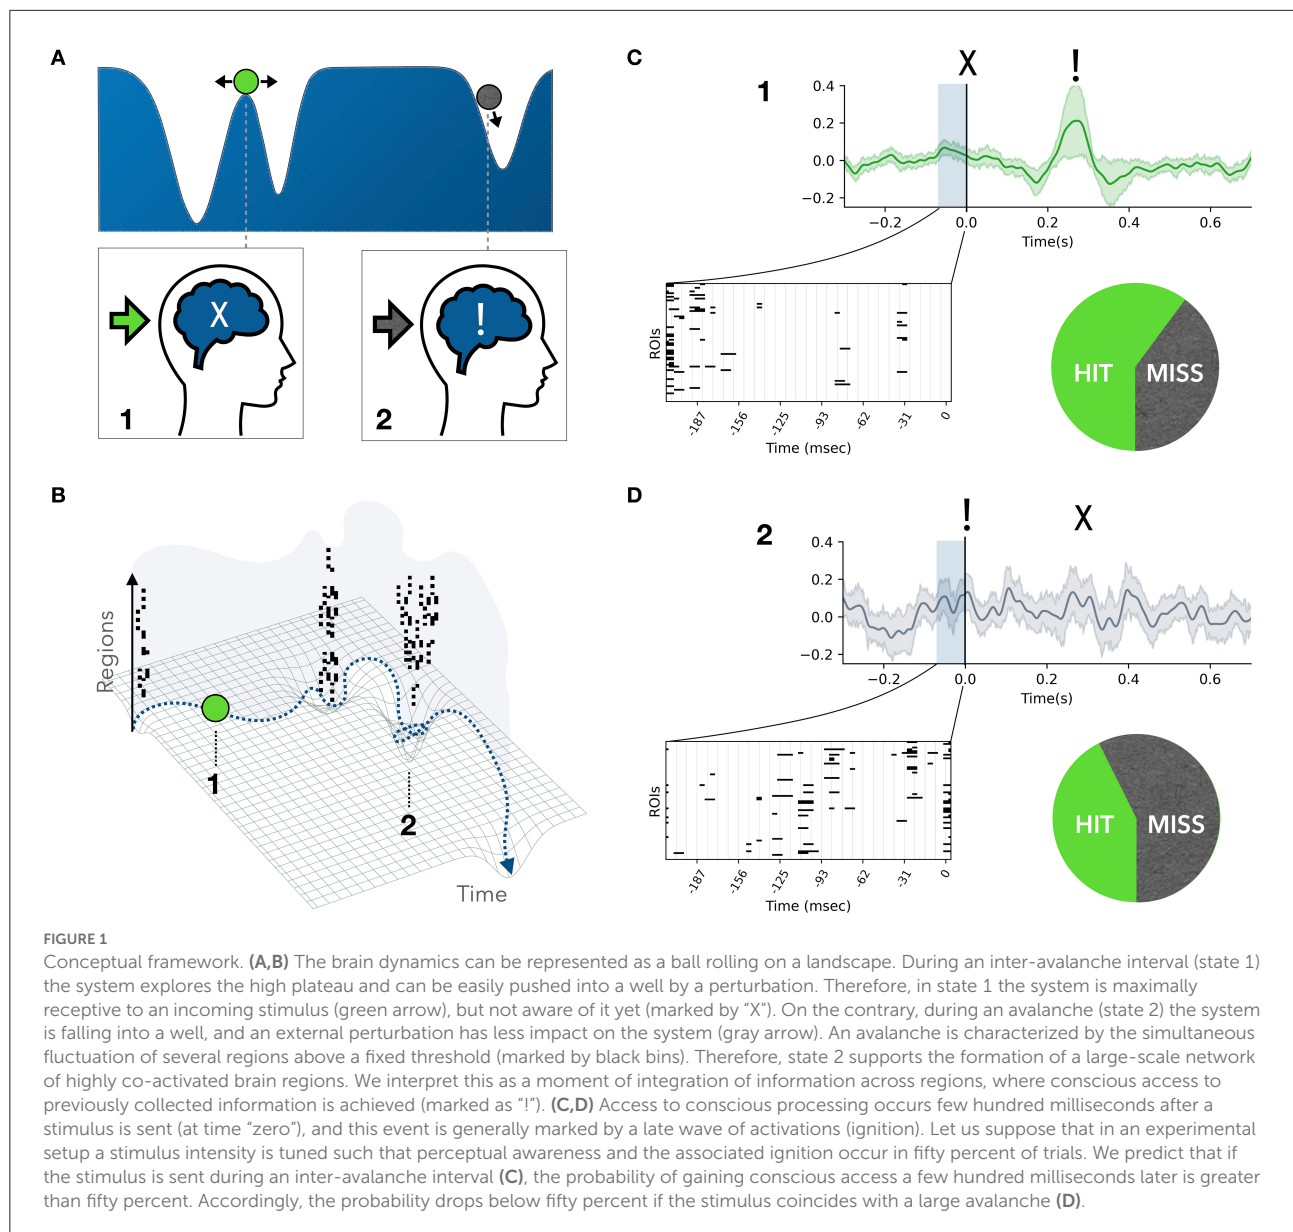 A
X
1
!
2
B
Regions
1
2
Time
C
X
!
1
0.4
0.2
0.0
−0.2
−0.2
0.0
0.2
0.4
0.6
Time(s)
ROIs
-187
-156
-125
-93
-62
-31
0
Time (msec)
HIT
MISS
D
!
X
2
0.4
0.2
0.0
−0.2
−0.2
0.0
0.2
0.4
0.6
Time(s)
ROIs
-187
-156
-125
-93
-62
-31
0
Time (msec)
HIT
MISS
FIGURE 1
Conceptual framework. (A,B) The brain dynamics can be represented as a ball rolling on a landscape. During an inter-avalanche interval (state 1)
the system explores the high plateau and can be easily pushed into a well by a perturbation. Therefore, in state 1 the system is maximally
receptive to an incoming stimulus (green arrow), but not aware of it yet (marked by "X"). On the contrary, during an avalanche (state 2) the system
is falling into a well, and an external perturbation has less impact on the system (gray arrow). An avalanche is characterized by the simultaneous
fluctuation of several regions above a fixed threshold (marked by black bins). Therefore, state 2 supports the formation of a large-scale network
of highly co-activated brain regions. We interpret this as a moment of integration of information across regions, where conscious access to
previously collected information is achieved (marked as "!"). (C,D) Access to conscious processing occurs few hundred milliseconds after a
stimulus is sent (at time "zero"), and this event is generally marked by a late wave of activations (ignition). Let us suppose that in an experimental
setup a stimulus intensity is tuned such that perceptual awareness and the associated ignition occur in fifty percent of trials. We predict that if
the stimulus is sent during an inter-avalanche interval (C), the probability of gaining conscious access a few hundred milliseconds later is greater
than fifty percent. Accordingly, the probability drops below fifty percent if the stimulus coincides with a large avalanche (D).